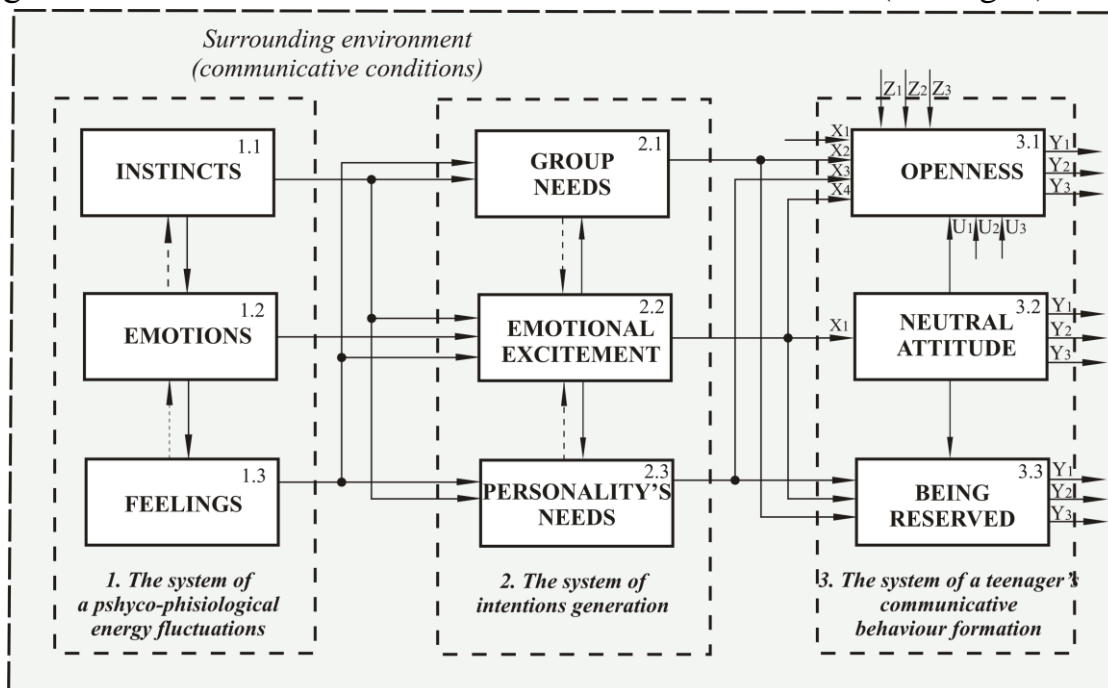 Surrounding environment
(communicative conditions)
1.1
INSTINCTS
1.2
EMOTIONS
1.3
FEELINGS
1. The system of
a pshyco-phisiological
energy fluctuations
2.1
GROUP
NEEDS
2.2
EMOTIONAL
EXCITEMENT
2.3
PERSONALITY'S
NEEDS
2. The system of
intentions generation
Z1 Z2 Z3
X1
X2
X3
X4
3.1
OPENNESS
Y1
Y2
Y3
U1 U2 U3
X1
3.2
NEUTRAL
ATTITUDE
Y1
Y2
Y3
3.3
BEING
RESERVED
Y1
Y2
Y3
3. The system of a teenager's
communicative
behaviour formation